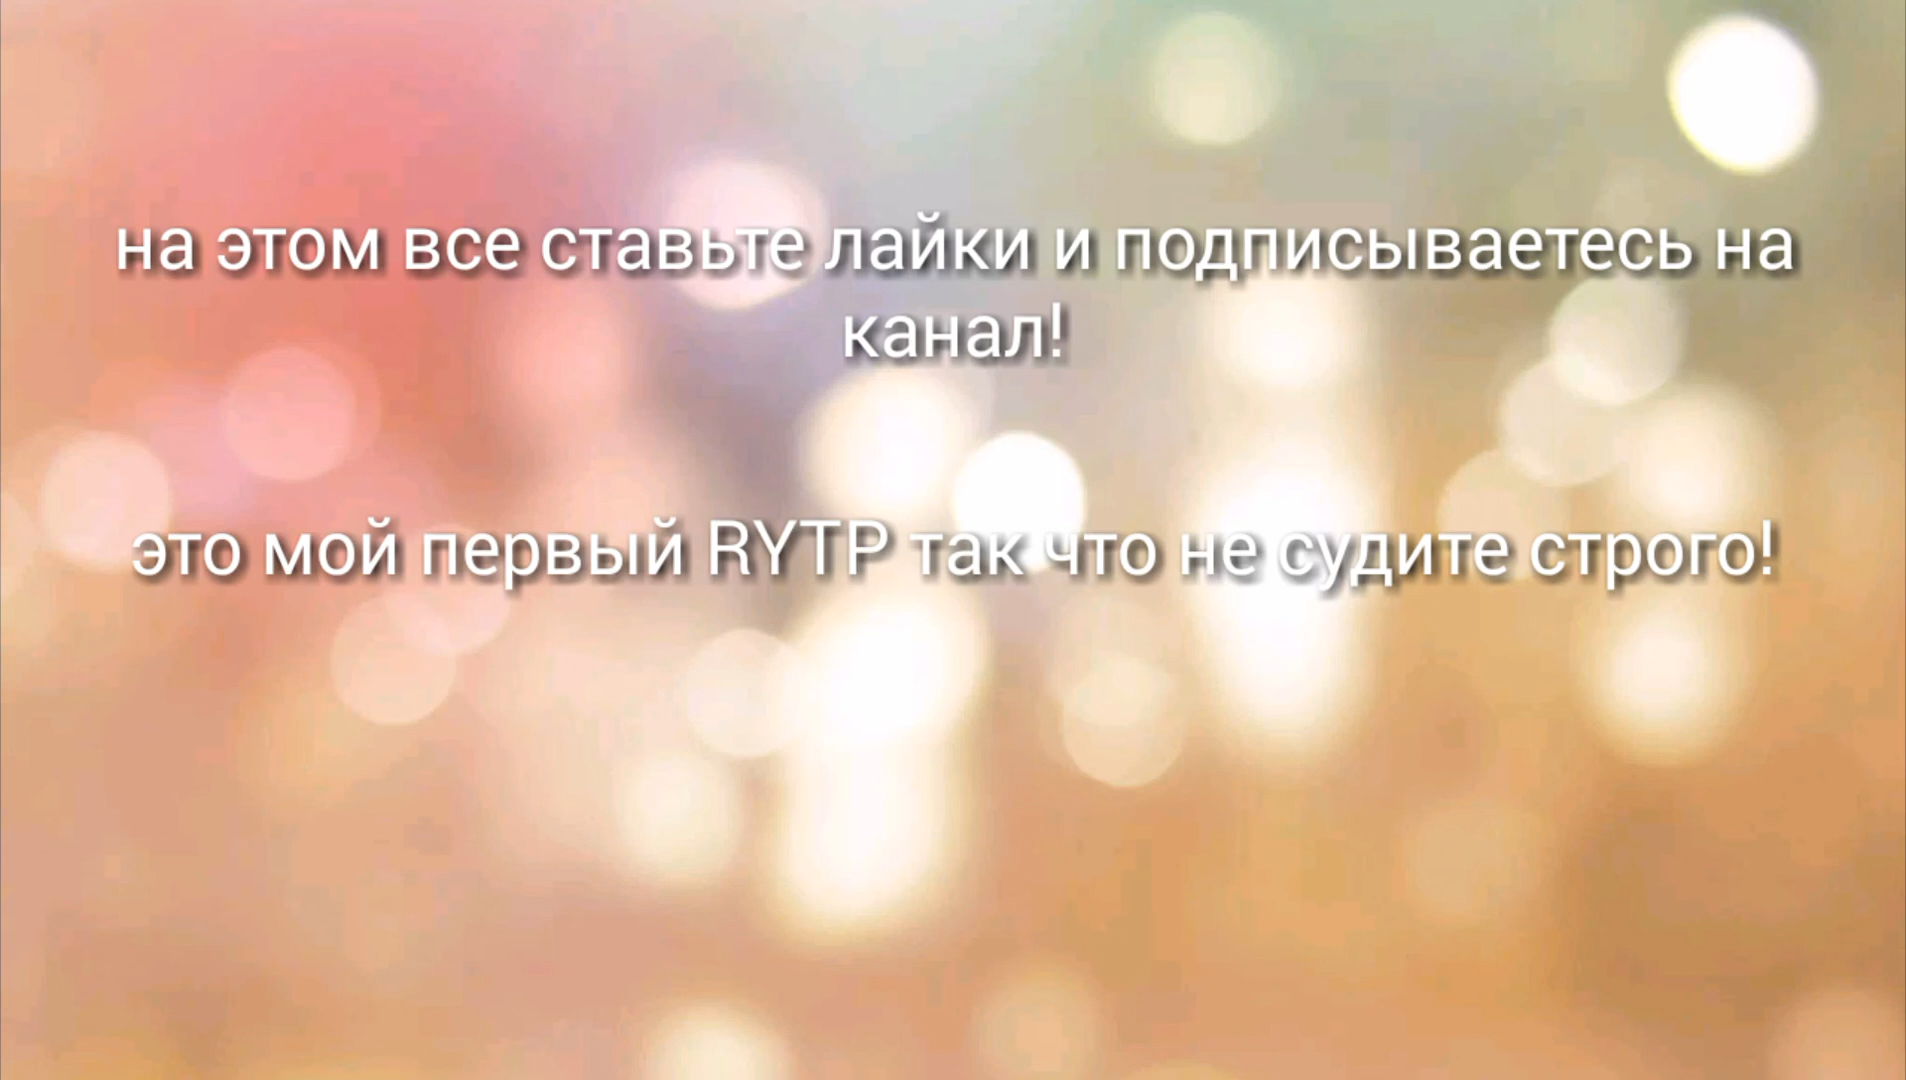 на этом все ставьте лайки и подписываетесь на
канал!
это мой первый RYTP так что не судите строго!